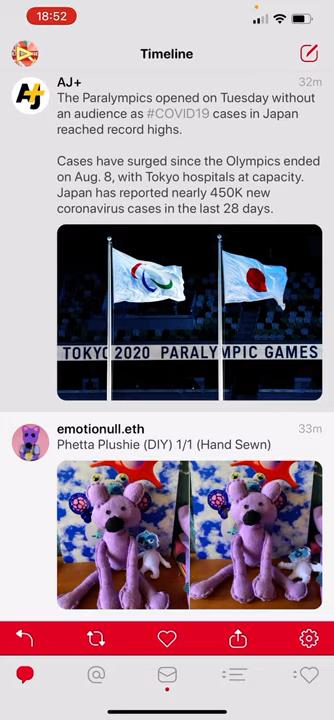 18:52
Timeline
AJ+
32m
The Paralympics opened on Tuesday without
an audience as #COVID19 cases in Japan
reached record highs.
Cases have surged since the Olympics ended
on Aug. 8, with Tokyo hospitals at capacity.
Japan has reported nearly 450K new
coronavirus cases in the last 28 days.
TOKYO 2020 PARALYMPIC GAMES
emotionull.eth
33m
Phetta Plushie (DIY) 1/1 (Hand Sewn)